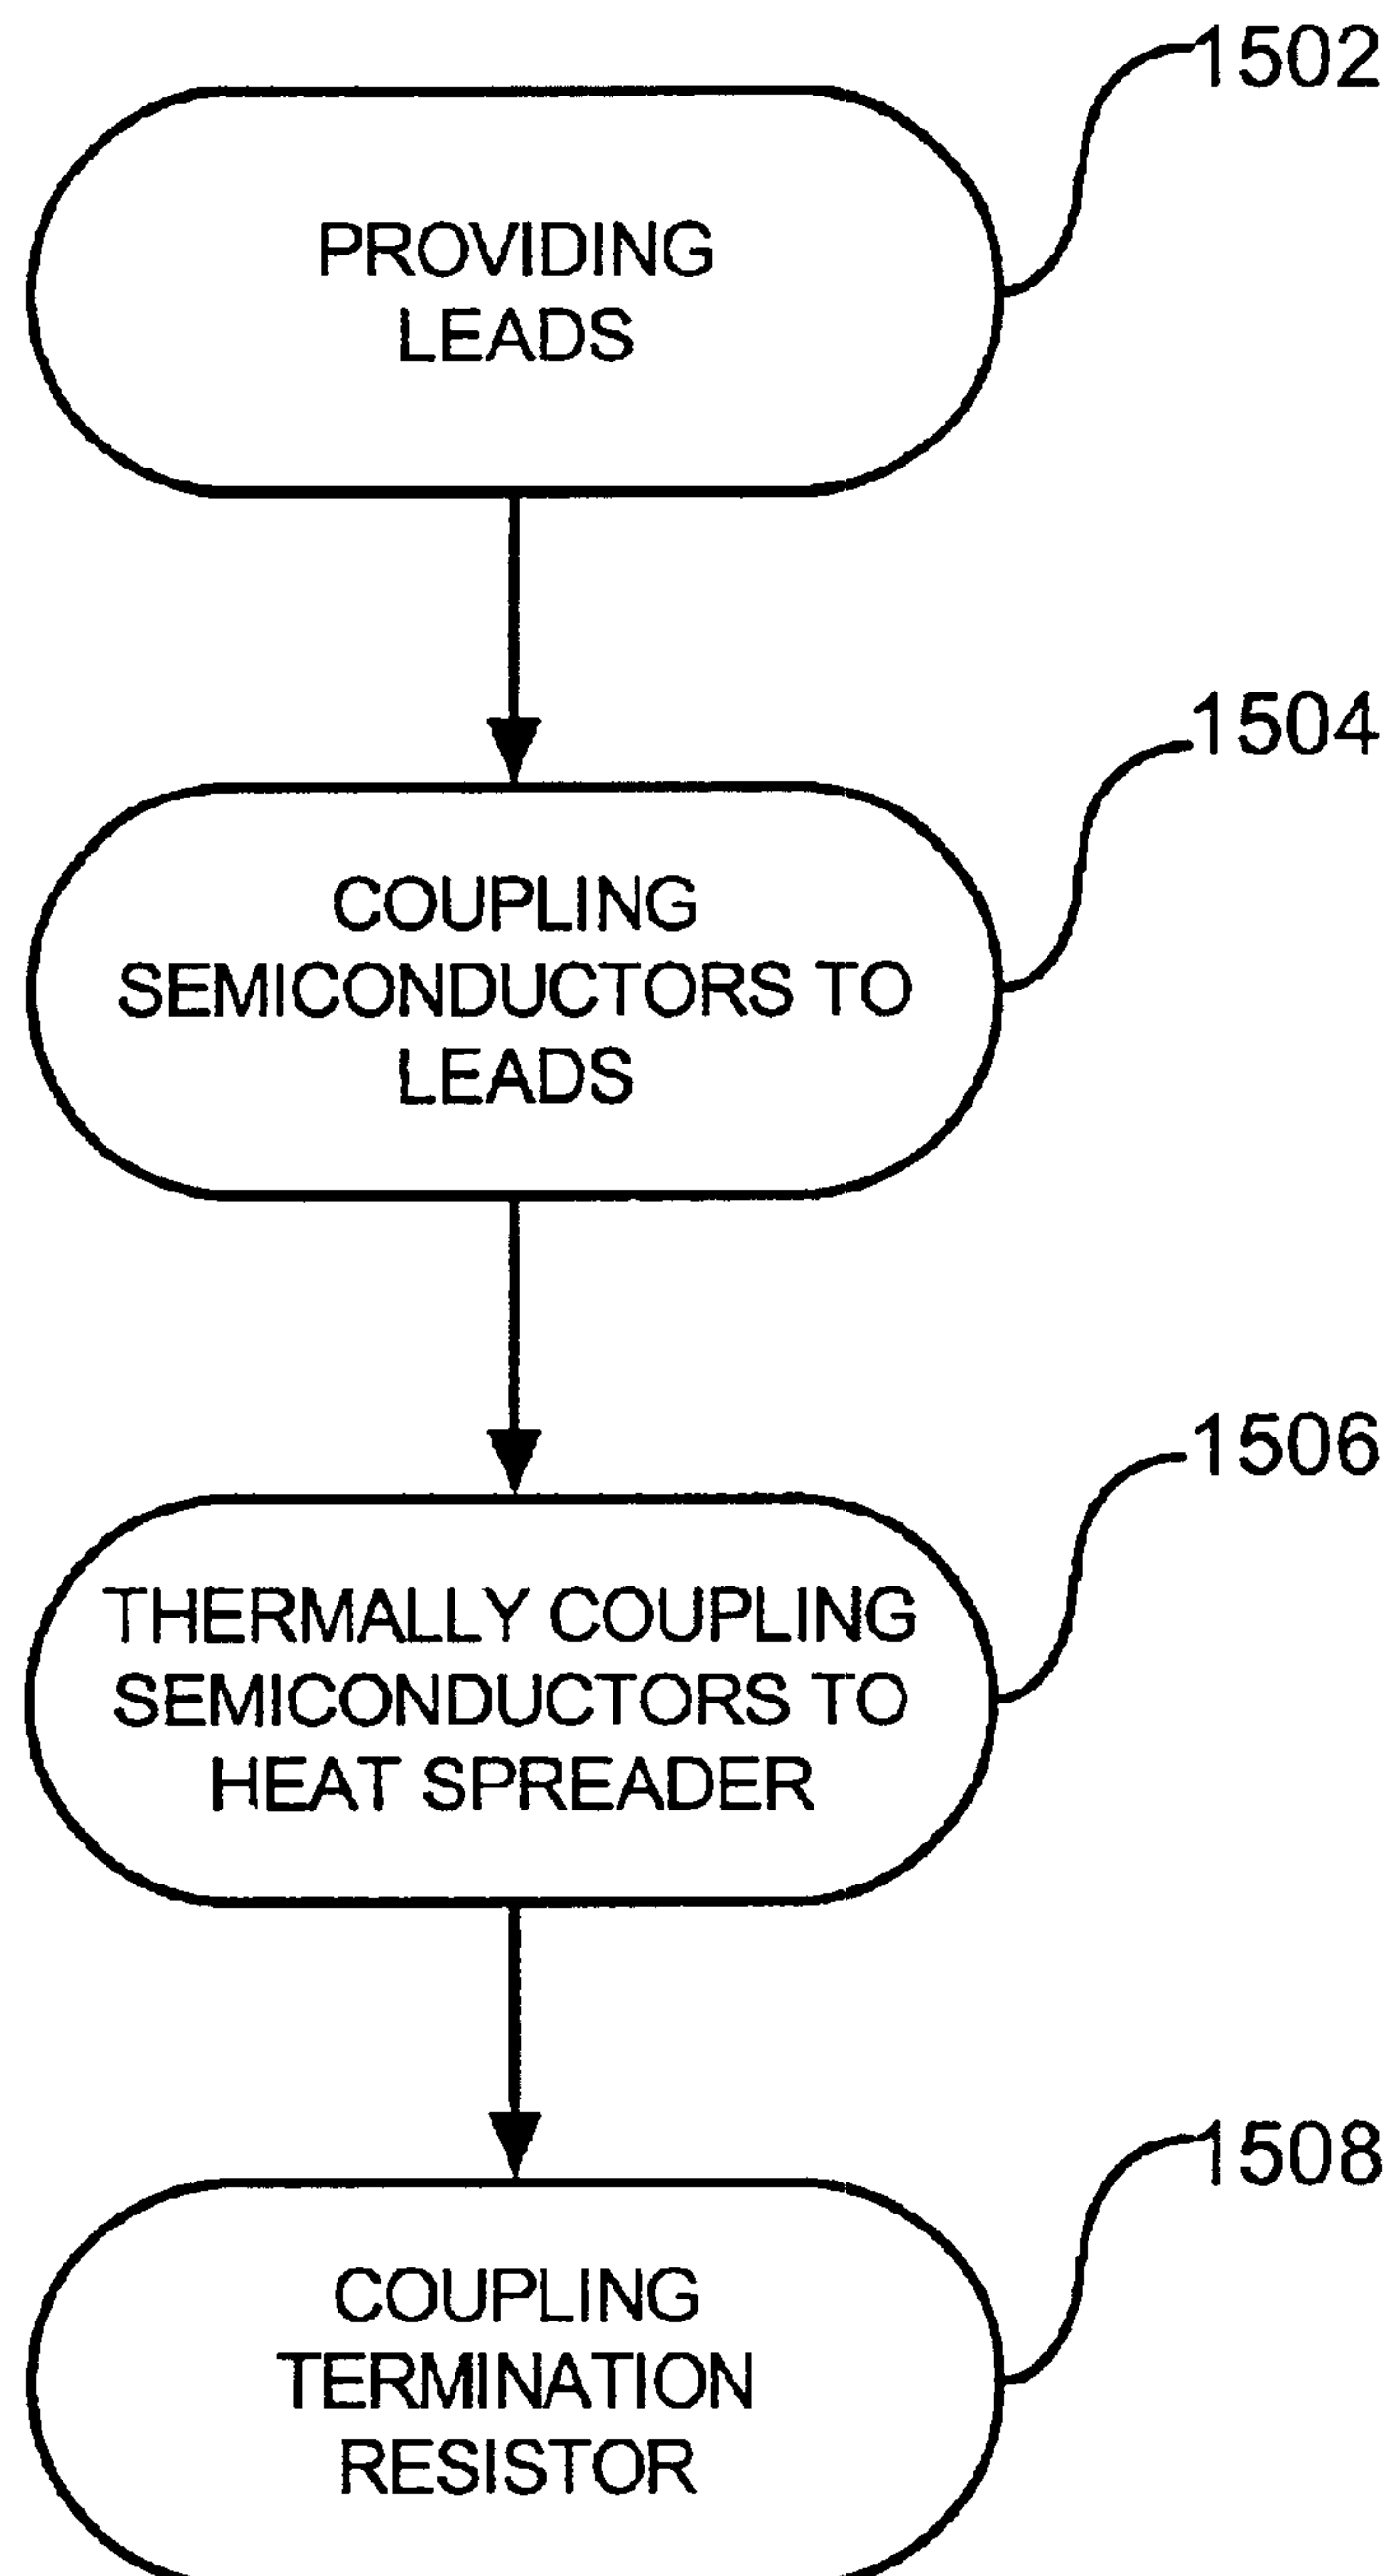 1502
PROVIDING
LEADS
1504
COUPLING
SEMICONDUCTORS TO
LEADS
1506
THERMALLY COUPLING
SEMICONDUCTORS TO
HEAT SPREADER
1508
COUPLING
TERMINATION
RESISTOR